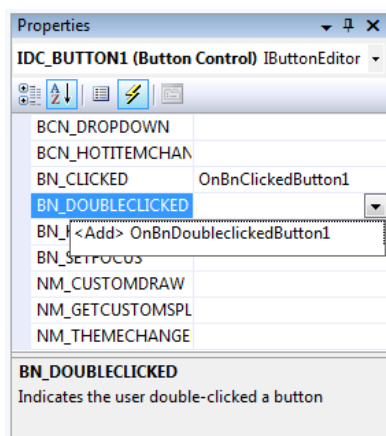 Properties
IDC_BUTTON1 (Button Control) IButtonEditor
BCN_DROPDOWN
BCN_HOTITEMCHAN
BN_CLICKED OnBnClickedButton1
BN_DOUBLECLICKED
<Add> OnBnDoubleclickedButton1
BN_SETFOCUS
NM_CUSTOMDRAW
NM_GETCUSTOMSPL
NM_THEMECHANGE
BN_DOUBLECLICKED
Indicates the user double-clicked a button